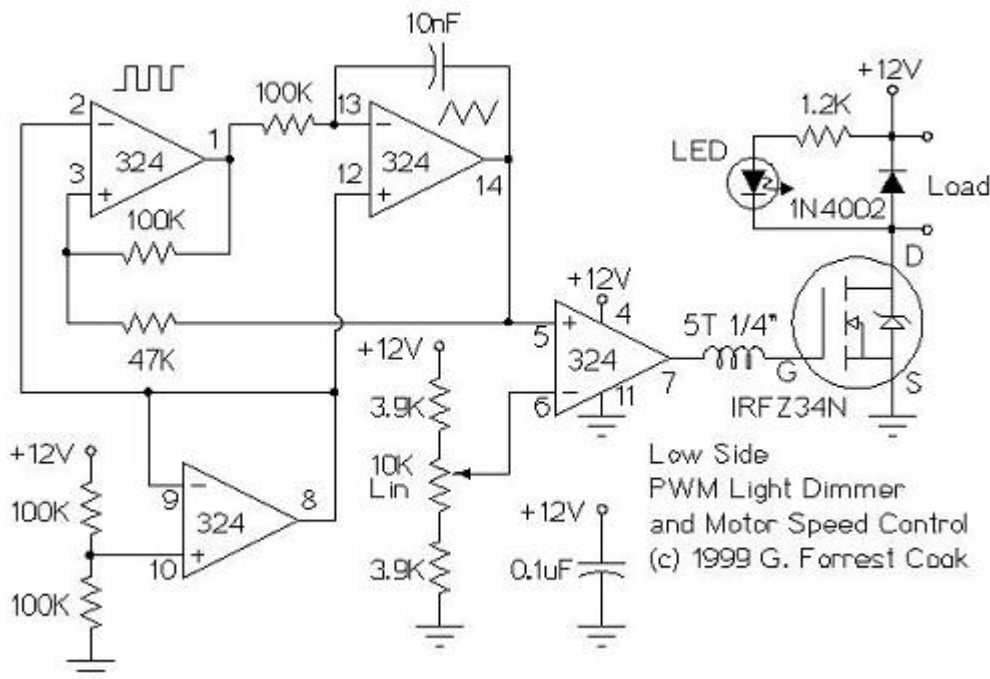 10nF
+12V
2
1
100K
13
1.2K
324
3
12
324
14
LED
1N4002
Load
100K
D
+12V
47K
5
4
324
5T 1/4"
G
S
+12V
6
11
7
IRFZ34N
3.9K
+12V
9
8
10K
Lin
100K
324
10
+12V
3.9K
0.1uF
100K
Low Side
PWM Light Dimmer
and Motor Speed Control
(c) 1999 G. Forrest Cook